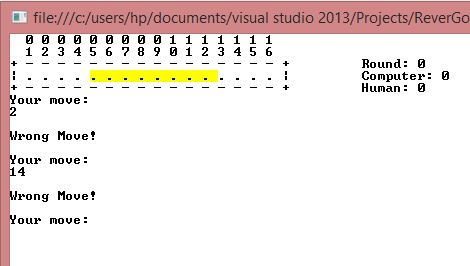 file:///c:/users/hp/documents/visual studio 2013/Projects/ReverGo
0 0 0 0 0 0 0 0 0 1 1 1 1 1 1 1
1 2 3 4 5 6 7 8 9 0 1 2 3 4 5 6
+ - - - - - - - - - - - - - - - - + Round: 0
¦ . . . . . . . . . . . . . . . . ¦ Computer: 0
+ - - - - - - - - - - - - - - - - + Human: 0
Your move:
2
Wrong Move!
Your move:
14
Wrong Move!
Your move: